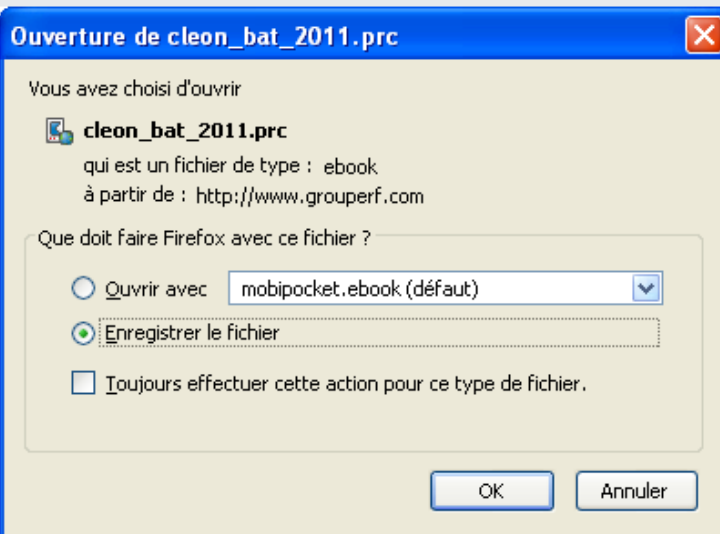 Ouverture de cleon_bat_2011.prc
Vous avez choisi d'ouvrir
cleon_bat_2011.prc
qui est un fichier de type : ebook
à partir de : http://www.grouperf.com
Que doit faire Firefox avec ce fichier ?
Ouvrir avec mobipocket.ebook (défaut)
Enregistrer le fichier
Toujours effectuer cette action pour ce type de fichier.
OK Annuler